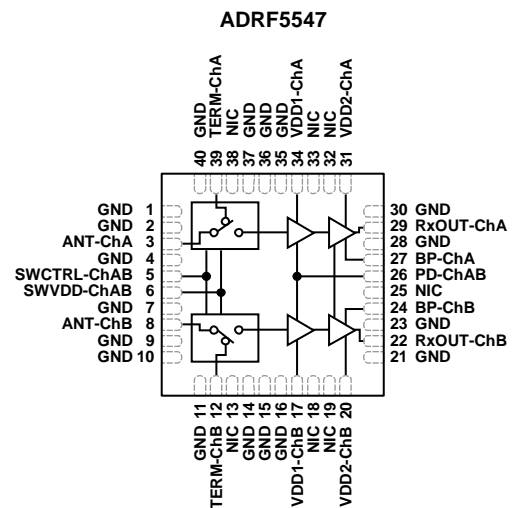 ADRF5547
40 GND
39 TERM-ChA
38 NIC
37 GND
36 GND
35 GND
34 VDD1-ChA
33 NIC
32 NIC
31 VDD2-ChA
GND 1
GND 2
ANT-ChA 3
GND 4
SWCTRL-ChAB 5
SWVDD-ChAB 6
GND 7
ANT-ChB 8
GND 9
GND 10
30 GND
29 RxOUT-ChA
28 GND
27 BP-ChA
26 PD-ChAB
25 NIC
24 BP-ChB
23 GND
22 RxOUT-ChB
21 GND
GND 11
TERM-ChB 12
NIC 13
GND 14
GND 15
GND 16
VDD1-ChB 17
NIC 18
NIC 19
VDD2-ChB 20